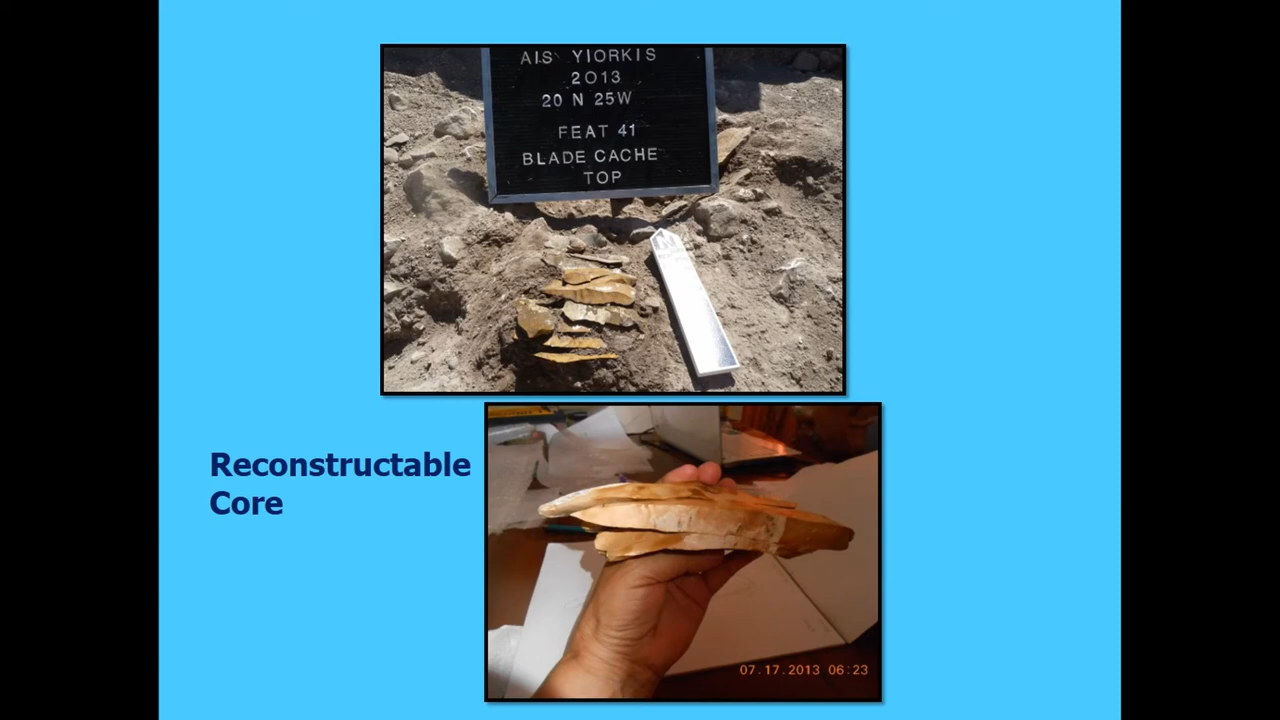 AIS YIORKIS
2013
20 N 25W
FEAT 41
BLADE CACHE
TOP
Reconstructable
Core
07.17.2013 06:23